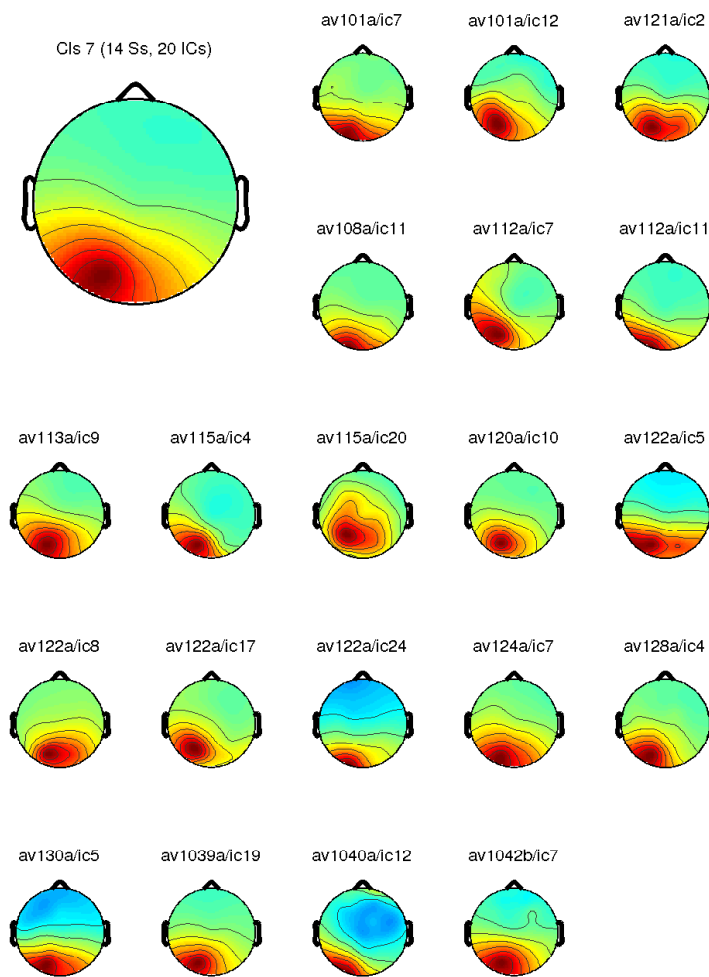 Cls 7 (14 Ss, 20 ICs)
av101a/ic7
av101a/ic12
av121a/ic2
av108a/ic11
av112a/ic7
av112a/ic11
av113a/ic9
av115a/ic4
av115a/ic20
av120a/ic10
av122a/ic5
av122a/ic8
av122a/ic17
av122a/ic24
av124a/ic7
av128a/ic4
av130a/ic5
av1039a/ic19
av1040a/ic12
av1042b/ic7